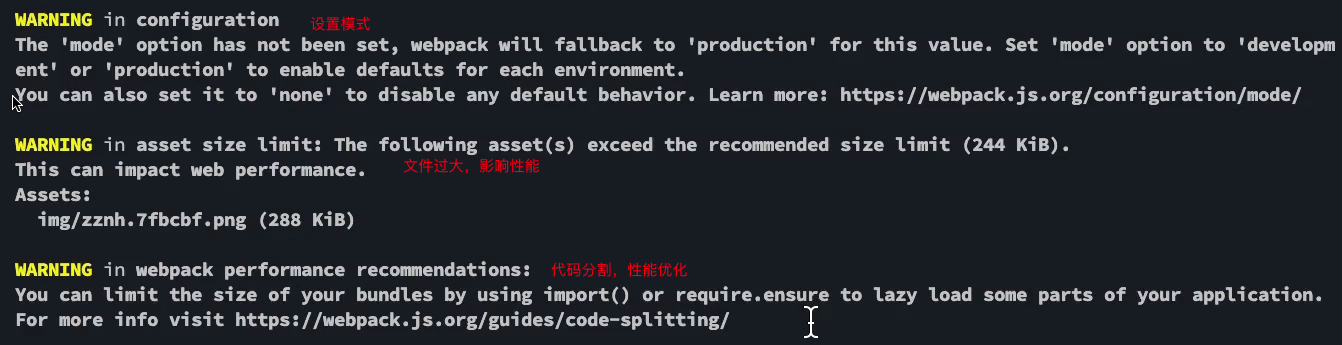 WARNING in configuration 设置模式
The 'mode' option has not been set, webpack will fallback to 'production' for this value. Set 'mode' option to 'developm
ent' or 'production' to enable defaults for each environment.
You can also set it to 'none' to disable any default behavior. Learn more: https://webpack.js.org/configuration/mode/
WARNING in asset size limit: The following asset(s) exceed the recommended size limit (244 KiB).
This can impact web performance. 文件过大，影响性能
Assets:
img/zznh.7fbcbf.png (288 KiB)
WARNING in webpack performance recommendations: 代码分割，性能优化
You can limit the size of your bundles by using import() or require.ensure to lazy load some parts of your application.
For more info visit https://webpack.js.org/guides/code-splitting/